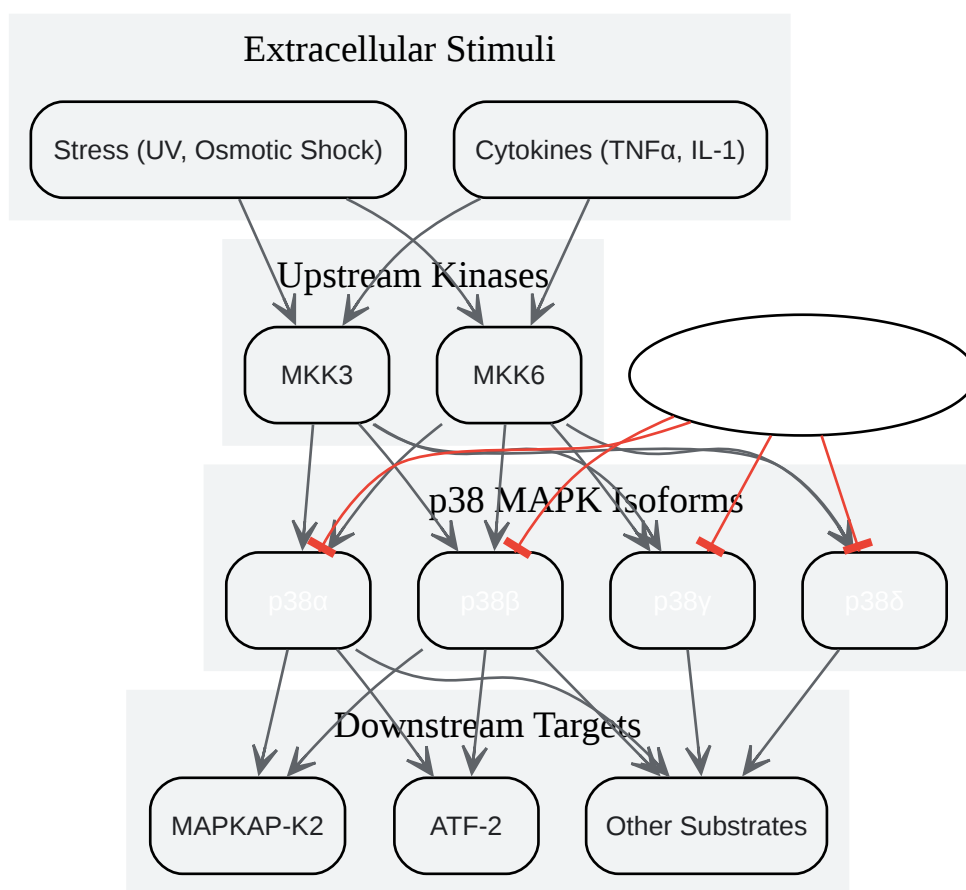 Extracellular Stimuli
Stress (UV, Osmotic Shock)
Cytokines (TNFα, IL-1)
Upstream Kinases
MKK3
MKK6
p38 MAPK Isoforms
p38α
p38β
p38γ
p38δ
Downstream Targets
MAPKAP-K2
ATF-2
Other Substrates